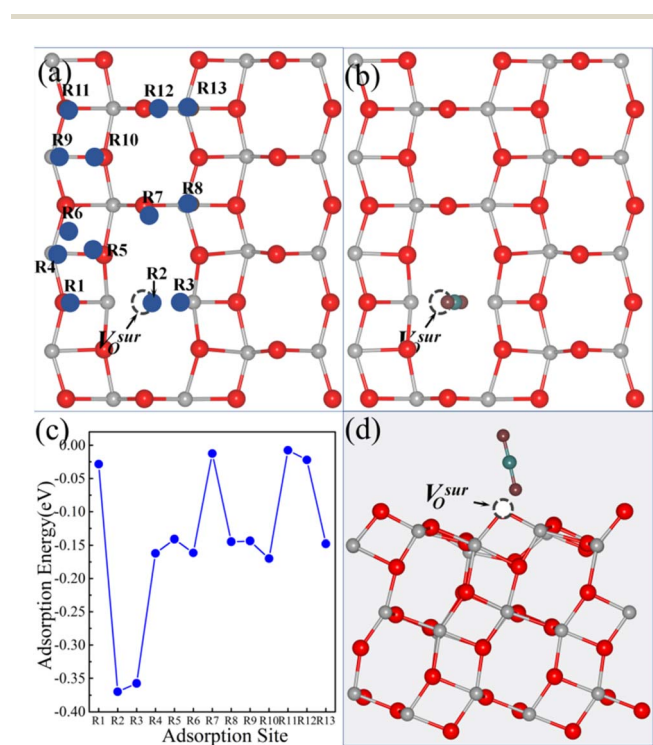 (a)
R11 R12 R13
R9 R10
R6 R7 R8
R4 R5
R1 R2 R3
V_O^sur
(b)
V_O^sur
(c)
Adsorption Energy(eV)
0.00
-0.05
-0.10
-0.15
-0.20
-0.25
-0.30
-0.35
-0.40
R1 R2 R3 R4 R5 R6 R7 R8 R9 R10 R11 R12 R13
Adsorption Site
(d)
V_O^sur